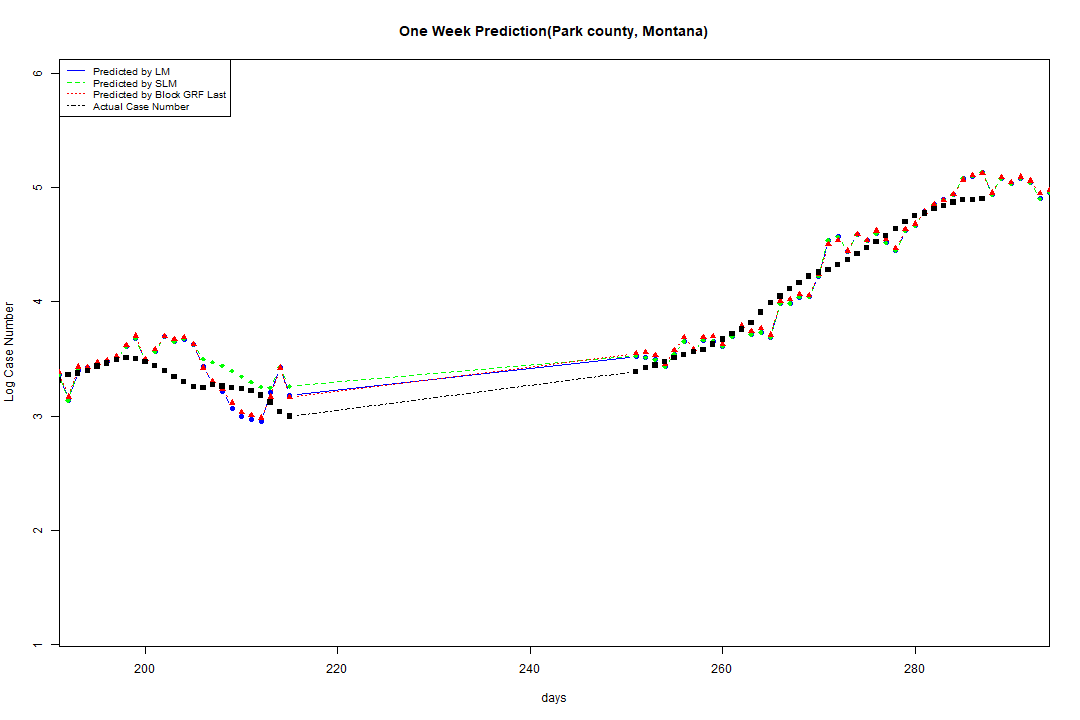 One Week Prediction(Park county, Montana)
Predicted by LM
Predicted by SLM
Predicted by Block GRF Last
Actual Case Number
6
5
4
3
2
1
Log Case Number
200 220 240 260 280
days